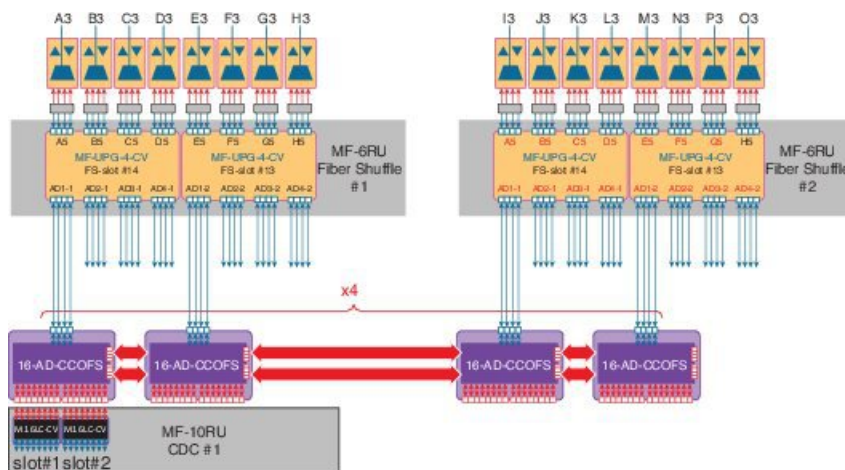 A3 B3 C3 D3 E3 F3 G3 H3
I3 J3 K3 L3 M3 N3 P3 O3
A5 B5 C5 D5 E5 F5 G5 H5
MF-UPG-4-CV MF-UPG-4-CV
FS-slot #14 FS-slot #13
AD1-1 AD2-1 AD3-1 AD4-1 AD1-2 AD2-2 AD3-2 AD4-2
MF-6RU
Fiber Shuffle
#1
A5 B5 C5 D5 E5 F5 G5 H5
MF-UPG-4-CV MF-UPG-4-CV
FS-slot #14 FS-slot #13
AD1-1 AD2-1 AD3-1 AD4-1 AD1-2 AD2-2 AD3-2 AD4-2
MF-6RU
Fiber Shuffle
#2
x4
16-AD-CCOFS 16-AD-CCOFS 16-AD-CCOFS 16-AD-CCOFS
M16LC-CV M16LC-CV
slot#1 slot#2
MF-10RU
CDC #1